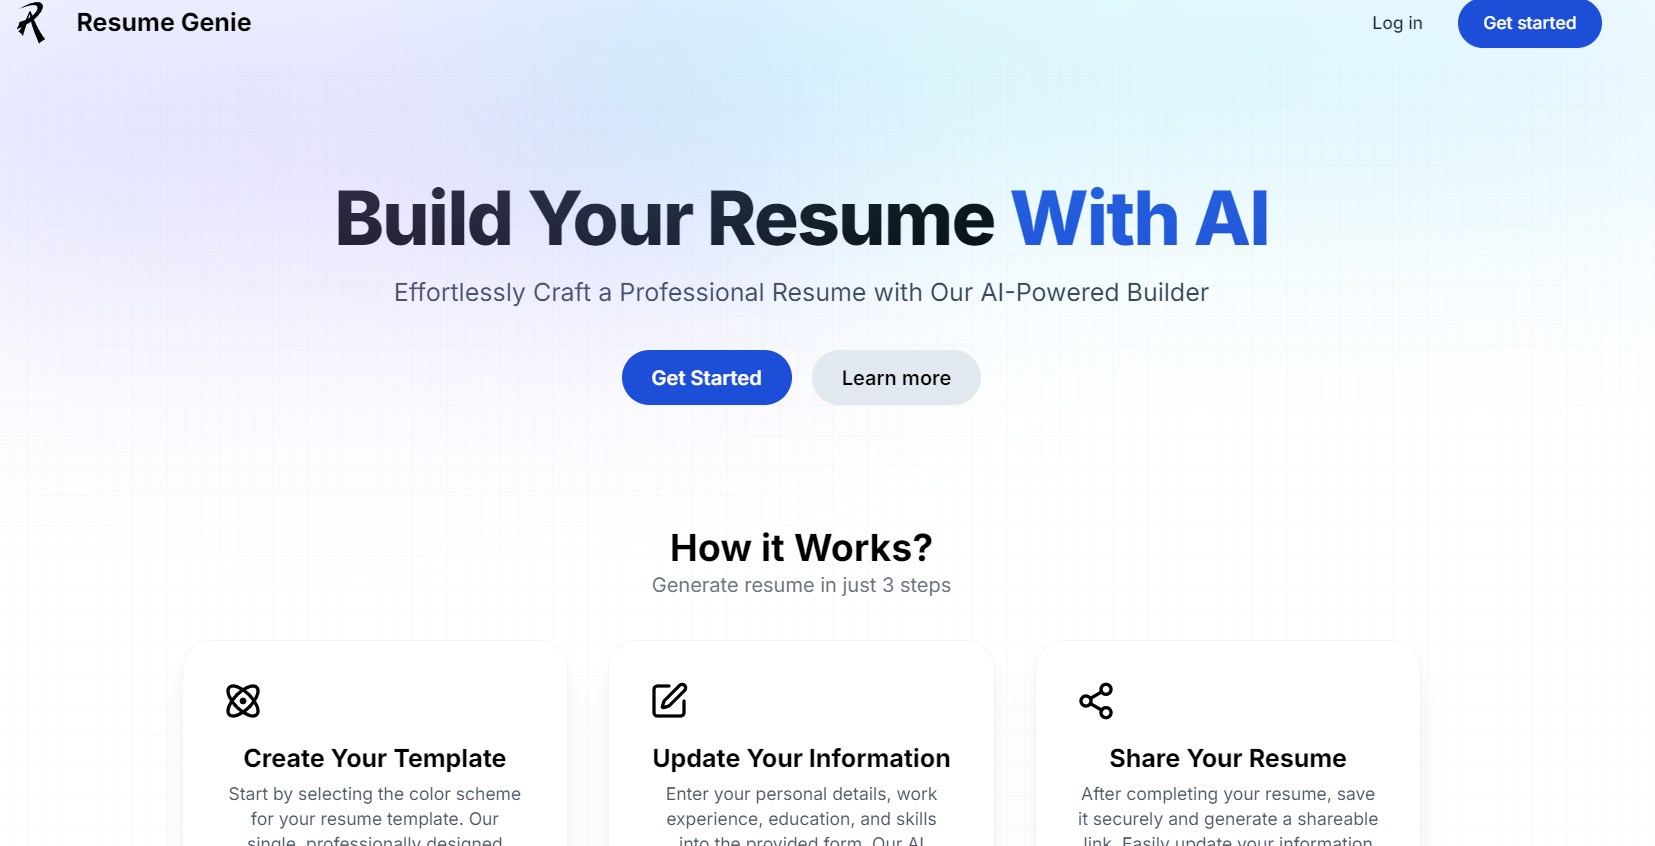 Resume Genie
Log in
Get started
Build Your Resume With AI
Effortlessly Craft a Professional Resume with Our AI-Powered Builder
Get Started
Learn more
How it Works?
Generate resume in just 3 steps
Create Your Template
Start by selecting the color scheme
for your resume template. Our
single, professionally designed
Update Your Information
Enter your personal details, work
experience, education, and skills
into the provided form. Our AI
Share Your Resume
After completing your resume, save
it securely and generate a shareable
link. Easily update your information